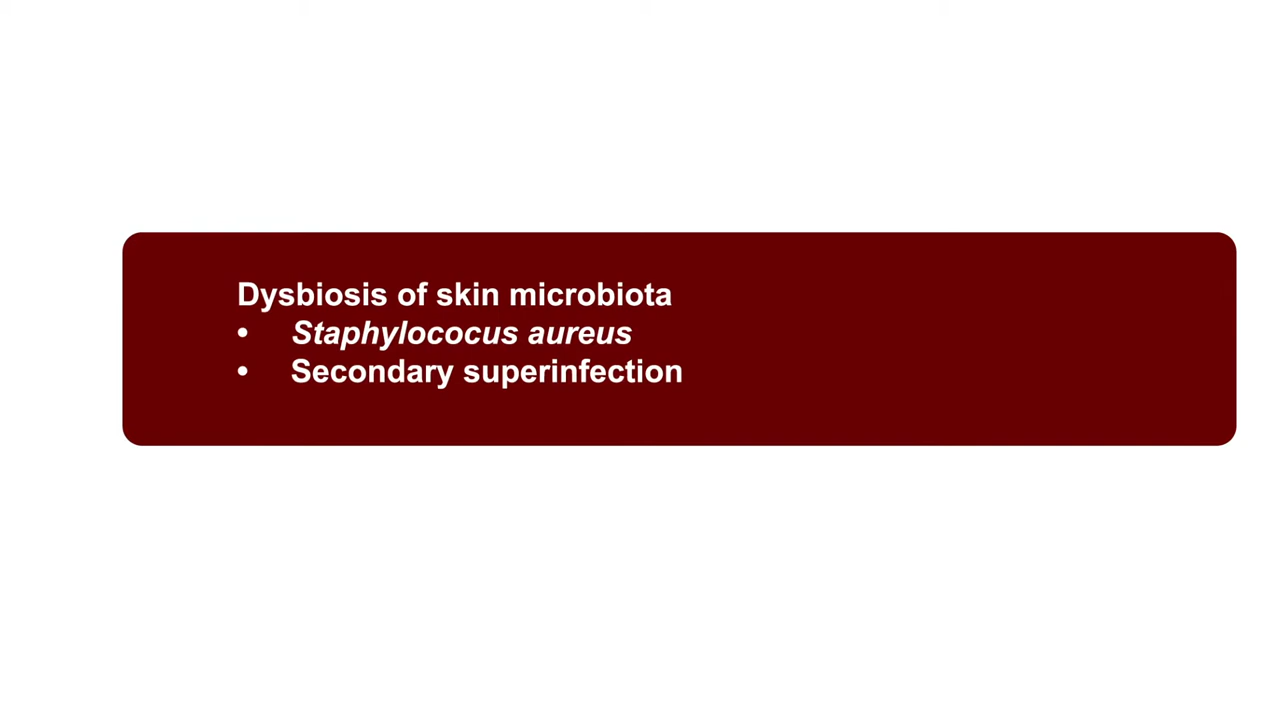 Dysbiosis of skin microbiota
• Staphylococus aureus
• Secondary superinfection